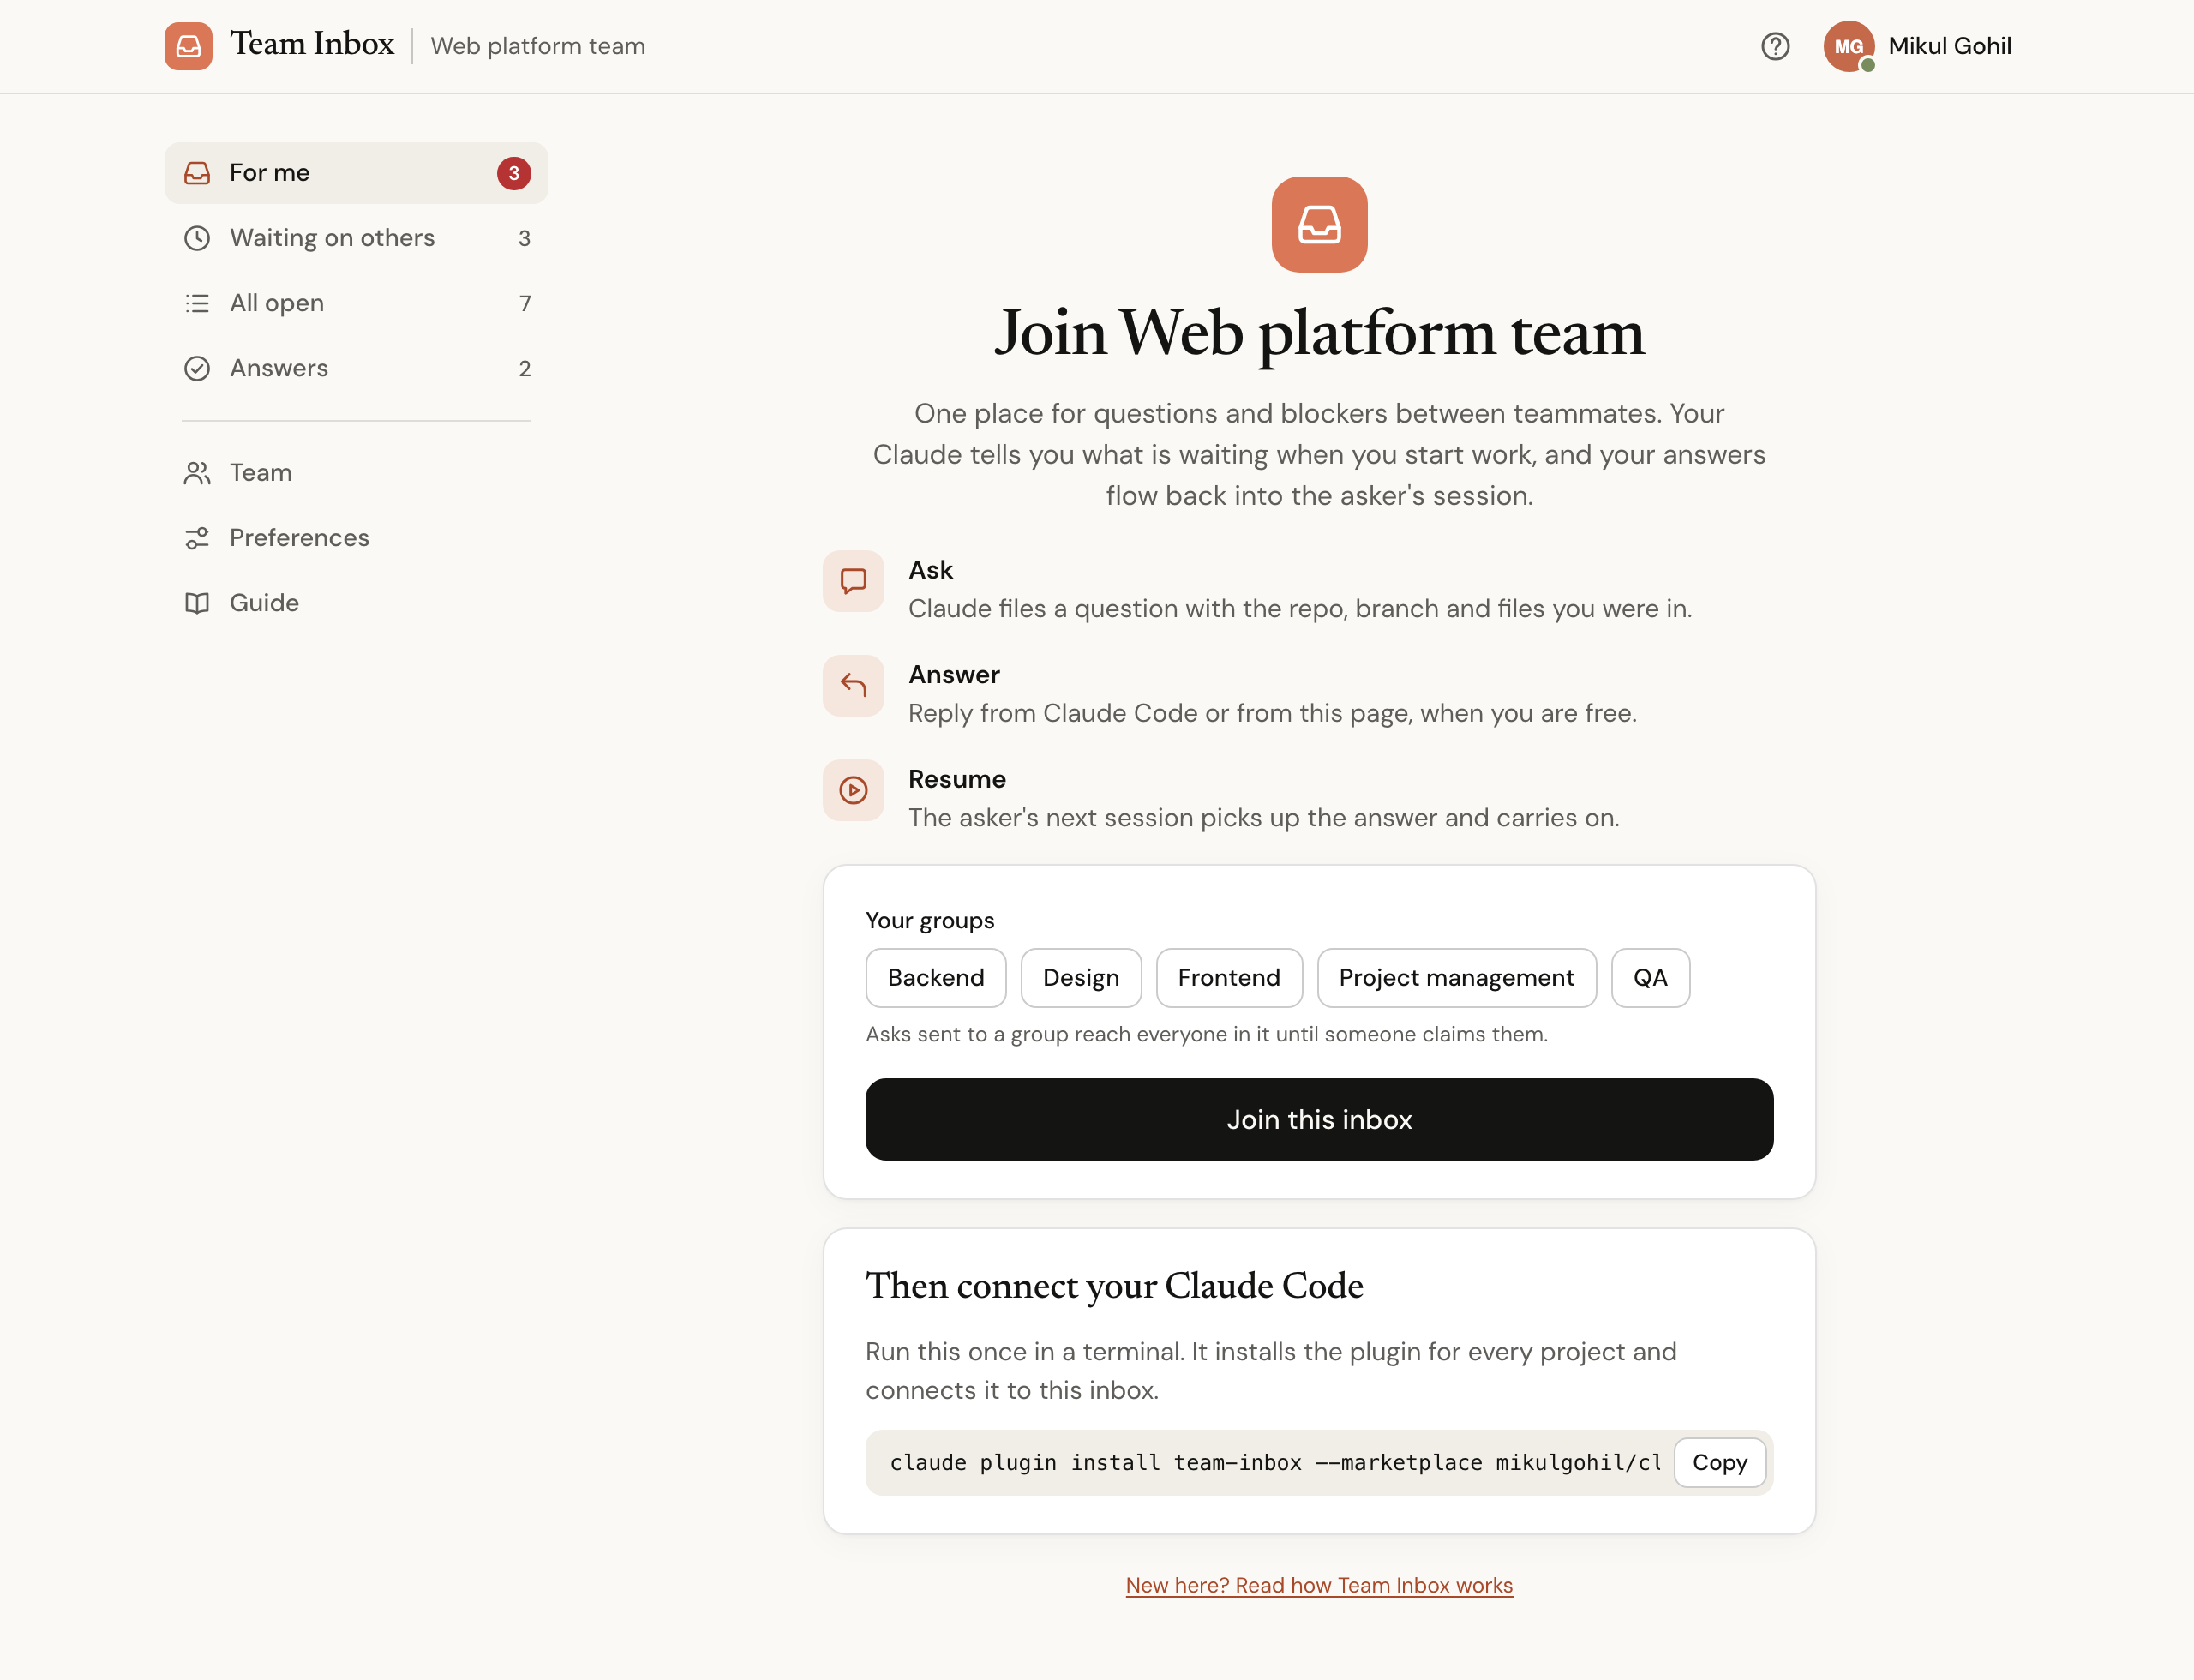 Team Inbox
Web platform team
MG
Mikul Gohil
For me
3
Waiting on others
3
All open
7
Answers
2
Team
Preferences
Guide
Join Web platform team
One place for questions and blockers between teammates. Your
Claude tells you what is waiting when you start work, and your answers
flow back into the asker's session.
Ask
Claude files a question with the repo, branch and files you were in.
Answer
Reply from Claude Code or from this page, when you are free.
Resume
The asker's next session picks up the answer and carries on.
Your groups
Backend
Design
Frontend
Project management
QA
Asks sent to a group reach everyone in it until someone claims them.
Join this inbox
Then connect your Claude Code
Run this once in a terminal. It installs the plugin for every project and
connects it to this inbox.
claude plugin install team-inbox --marketplace mikulgohil/cl
Copy
New here? Read how Team Inbox works